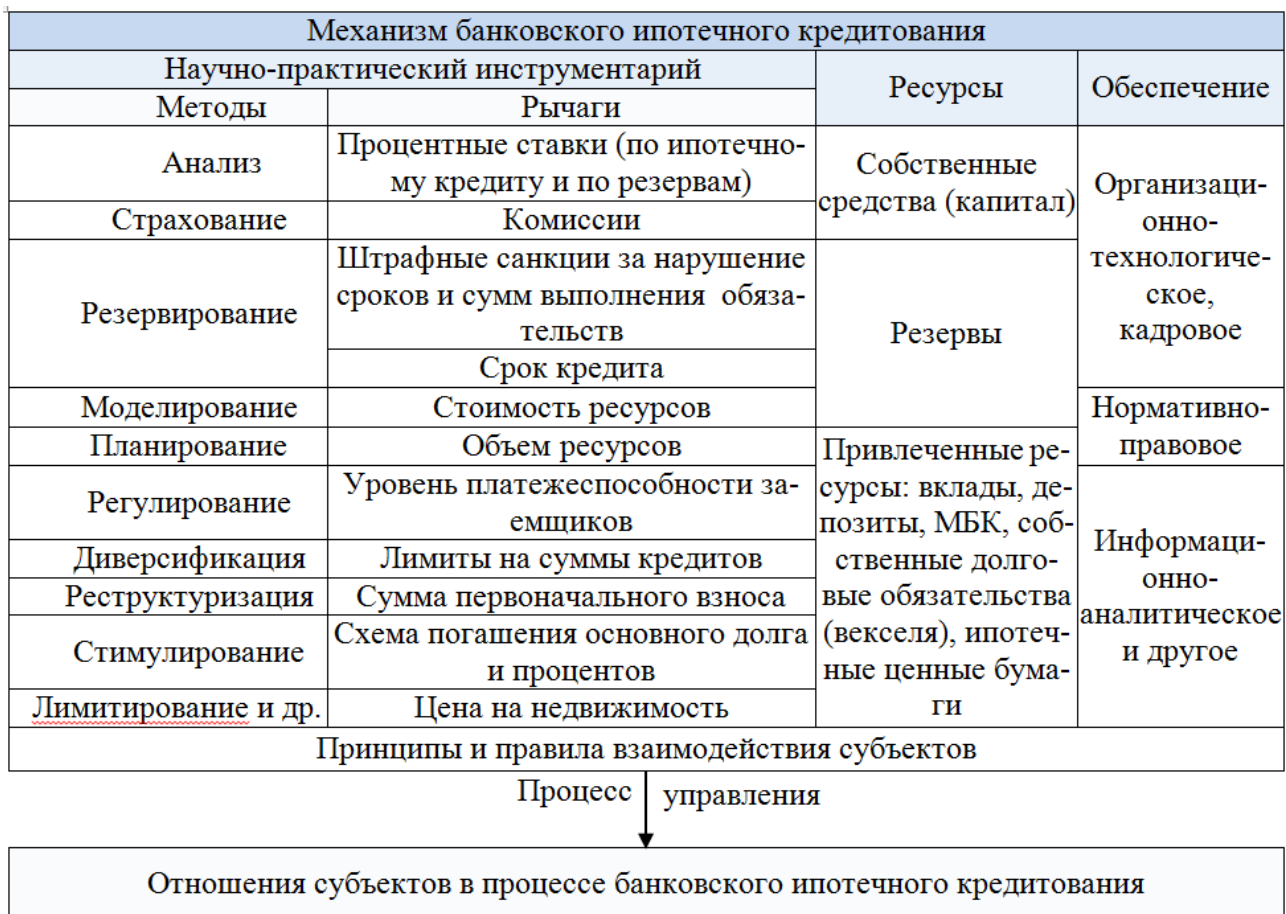 Механизм банковского ипотечного кредитования
Научно-практический инструментарий
Ресурсы
Обеспечение
Методы
Рычаги
Анализ
Процентные ставки (по ипотечно-
му кредиту и по резервам)
Страхование
Комиссии
Резервирование
Штрафные санкции за нарушение
сроков и сумм выполнения обяза-
тельств
Срок кредита
Моделирование
Стоимость ресурсов
Планирование
Объем ресурсов
Регулирование
Уровень платежеспособности за-
емщиков
Диверсификация
Лимиты на суммы кредитов
Реструктуризация
Сумма первоначального взноса
Стимулирование
Схема погашения основного долга
и процентов
Лимитирование и др.
Цена на недвижимость
Собственные
средства (капитал)
Резервы
Привлеченные ре-
сурсы: вклады, де-
позиты, МБК, соб-
ственные долго-
вые обязательства
(векселя), ипотеч-
ные ценные бума-
ги
Организаци-
онно-
технологиче-
ское,
кадровое
Нормативно-
правовое
Информаци-
онно-
аналитическое
и другое
Принципы и правила взаимодействия субъектов
Процесс управления
Отношения субъектов в процессе банковского ипотечного кредитования